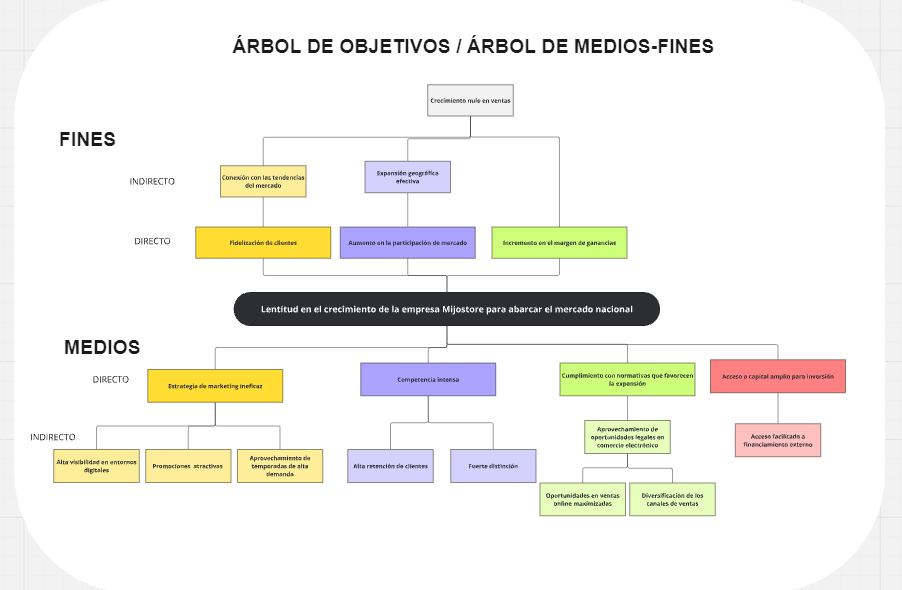 ÁRBOL DE OBJETIVOS / ÁRBOL DE MEDIOS-FINES
Crecimiento nulo en ventas
FINES
INDIRECTO
Conexión con las tendencias
del mercado
Expansión geográfica
efectiva
DIRECTO
Fidelización de clientes
Aumento en la participación de mercado
Incremento en el margen de ganancias
Lentitud en el crecimiento de la empresa Mijostore para abarcar el mercado nacional
MEDIOS
DIRECTO
Estrategia de marketing ineficaz
Competencia intensa
Cumplimiento con normativas que favorecen
la expansión
Acceso a capital amplio para inversión
INDIRECTO
Alta visibilidad en entornos
digitales
Promociones atractivas
Aprovechamiento de
temporadas de alta
demanda
Alta retención de clientes
Fuerte distinción
Aprovechamiento de
oportunidades legales en
comercio electrónico
Acceso facilitado a
financiamiento externo
Oportunidades en ventas
online maximizadas
Diversificación de los
canales de ventas